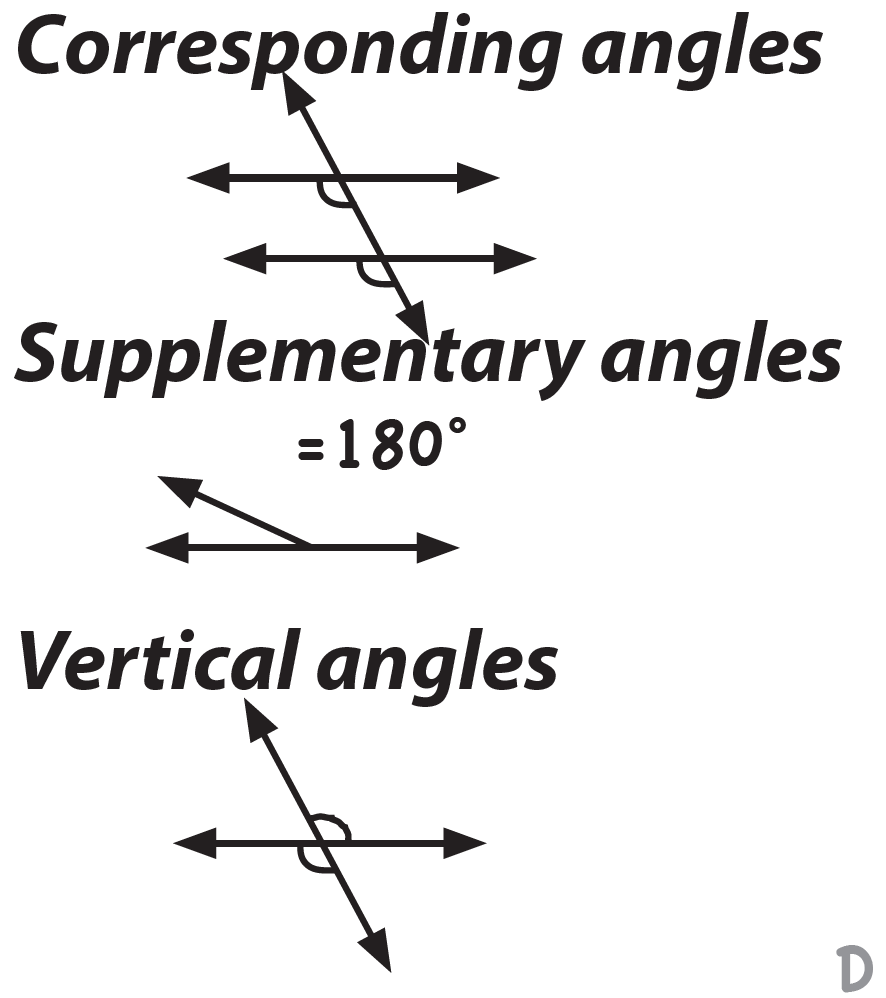 Corresponding angles
Supplementary angles
=180°
Vertical angles
D